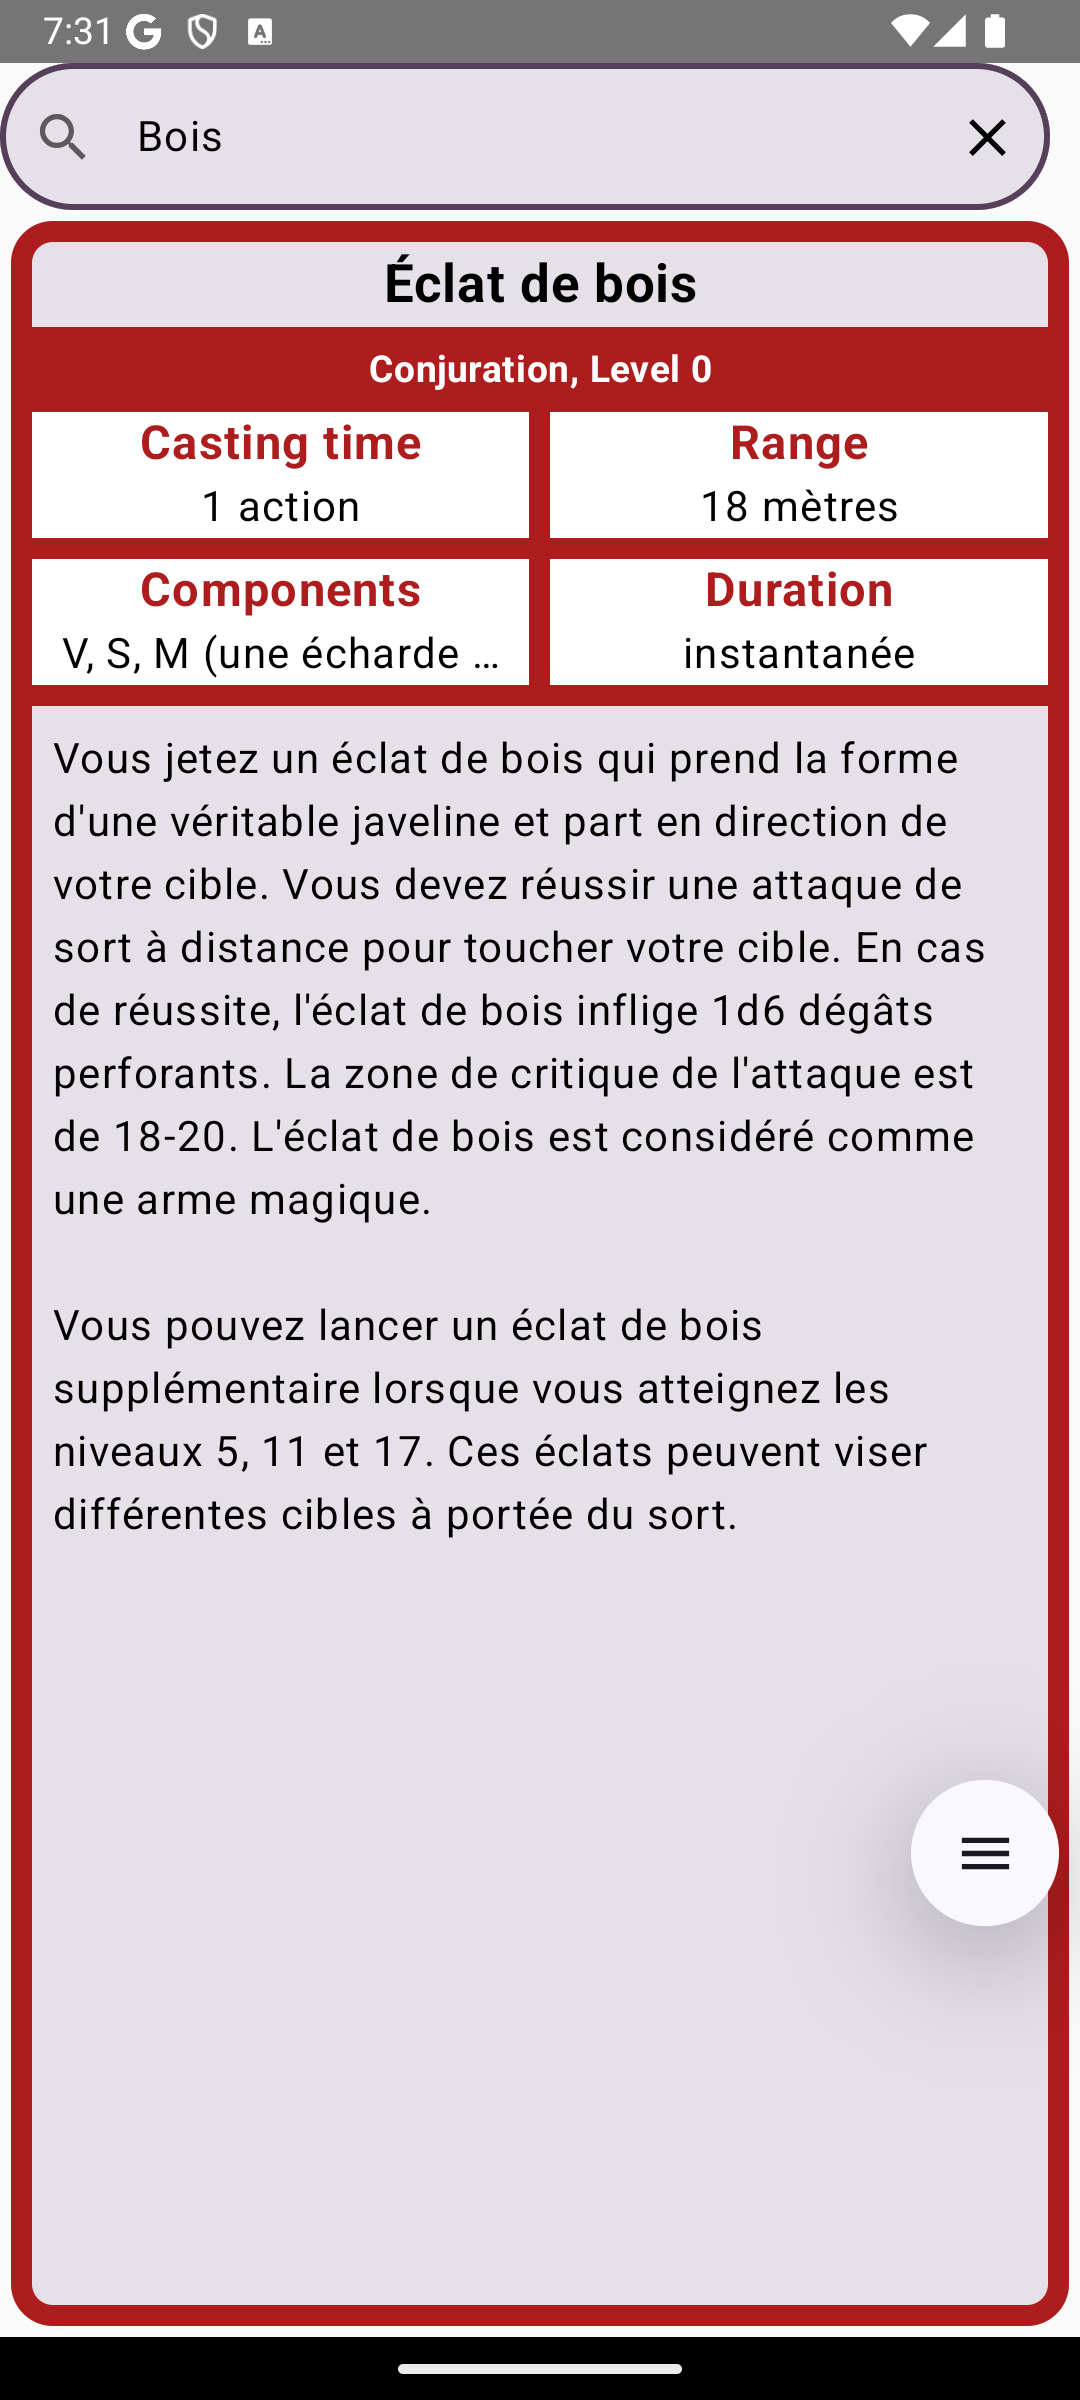 7:31
Bois
Éclat de bois
Conjuration, Level 0
Casting time
1 action
Range
18 mètres
Components
V, S, M (une écharde …
Duration
instantanée
Vous jetez un éclat de bois qui prend la forme
d'une véritable javeline et part en direction de
votre cible. Vous devez réussir une attaque de
sort à distance pour toucher votre cible. En cas
de réussite, l'éclat de bois inflige 1d6 dégâts
perforants. La zone de critique de l'attaque est
de 18-20. L'éclat de bois est considéré comme
une arme magique.
Vous pouvez lancer un éclat de bois
supplémentaire lorsque vous atteignez les
niveaux 5, 11 et 17. Ces éclats peuvent viser
différentes cibles à portée du sort.